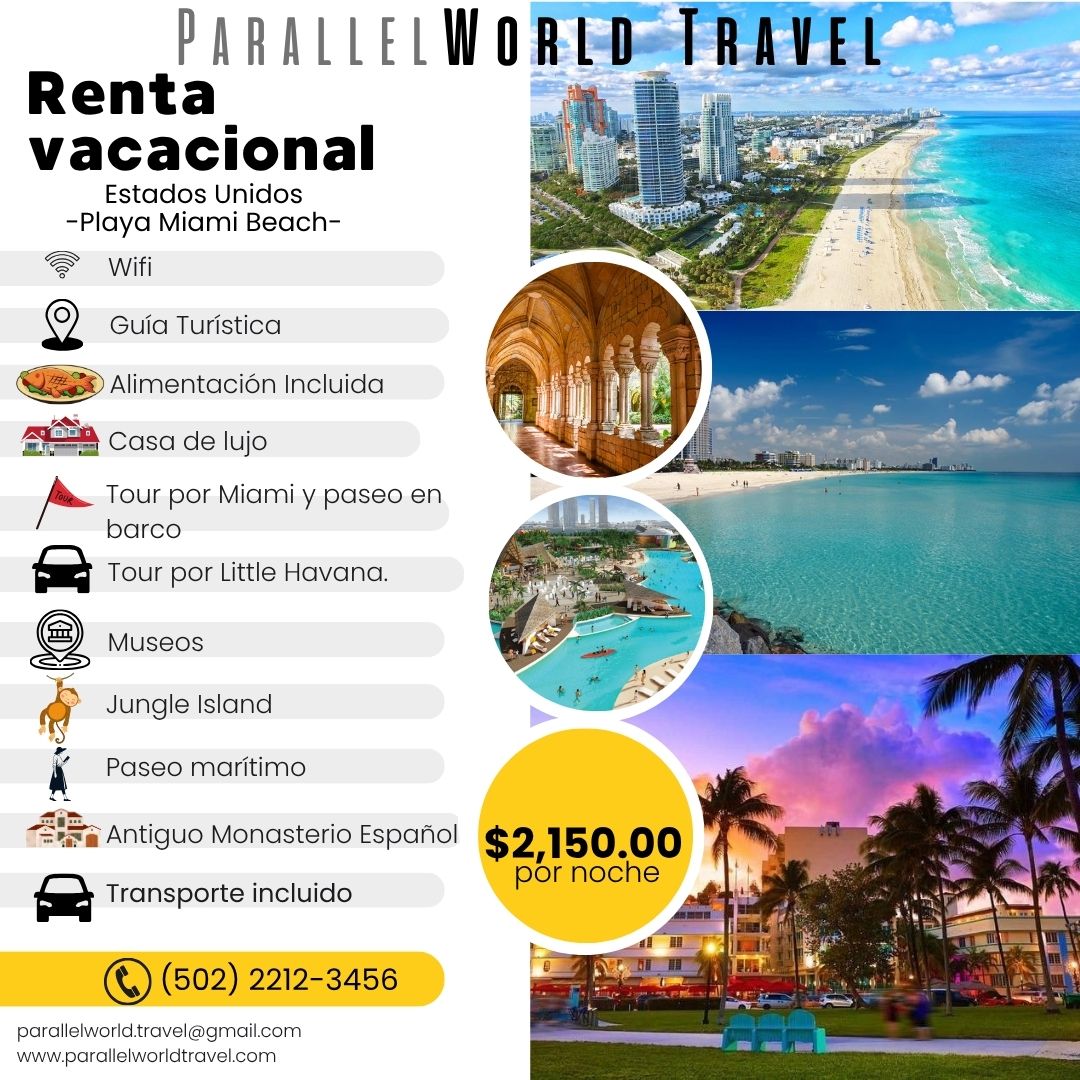 PARALLELWORLD TRAVEL
Renta
vacacional
Estados Unidos
-Playa Miami Beach-
Wifi
Guía Turística
Alimentación Incluida
Casa de lujo
TOUR
Tour por Miami y paseo en
barco
Tour por Little Havana.
Museos
Jungle Island
Paseo marítimo
Antiguo Monasterio Español
Transporte incluido
$2,150.00
por noche
(502) 2212-3456
parallelworld.travel@gmail.com
www.parallelworldtravel.com